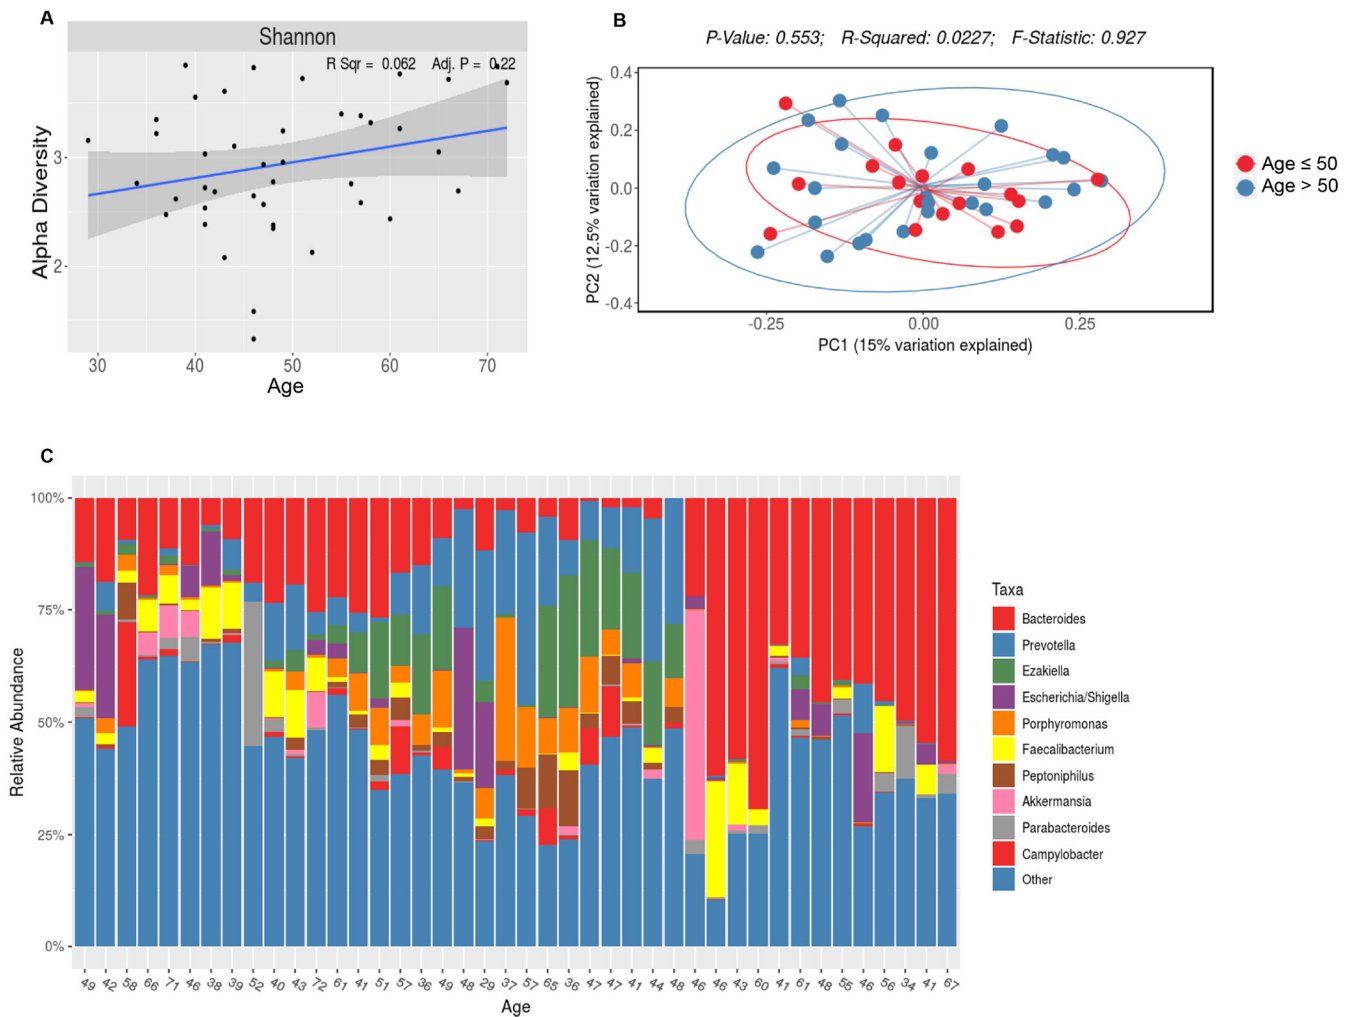 A
Shannon
R Sqr = 0.062 Adj. P = 0.22
Alpha Diversity
3
2
30 40 50 60 70
Age
B
P-Value: 0.553; R-Squared: 0.0227; F-Statistic: 0.927
PC2 (12.5% variation explained)
0.4
0.2
0.0
-0.2
-0.4
-0.25 0.00 0.25
PC1 (15% variation explained)
Age ≤ 50
Age > 50
C
Relative Abundance
100%
75%
50%
25%
0%
49 42 58 66 71 46 38 39 52 40 43 72 61 41 51 57 36 49 48 29 37 57 65 36 47 47 41 44 48 46 46 43 60 41 61 48 55 46 56 34 41 67
Age
Taxa
Bacteroides
Prevotella
Ezakiella
Escherichia/Shigella
Porphyromonas
Faecalibacterium
Peptoniphilus
Akkermansia
Parabacteroides
Campylobacter
Other